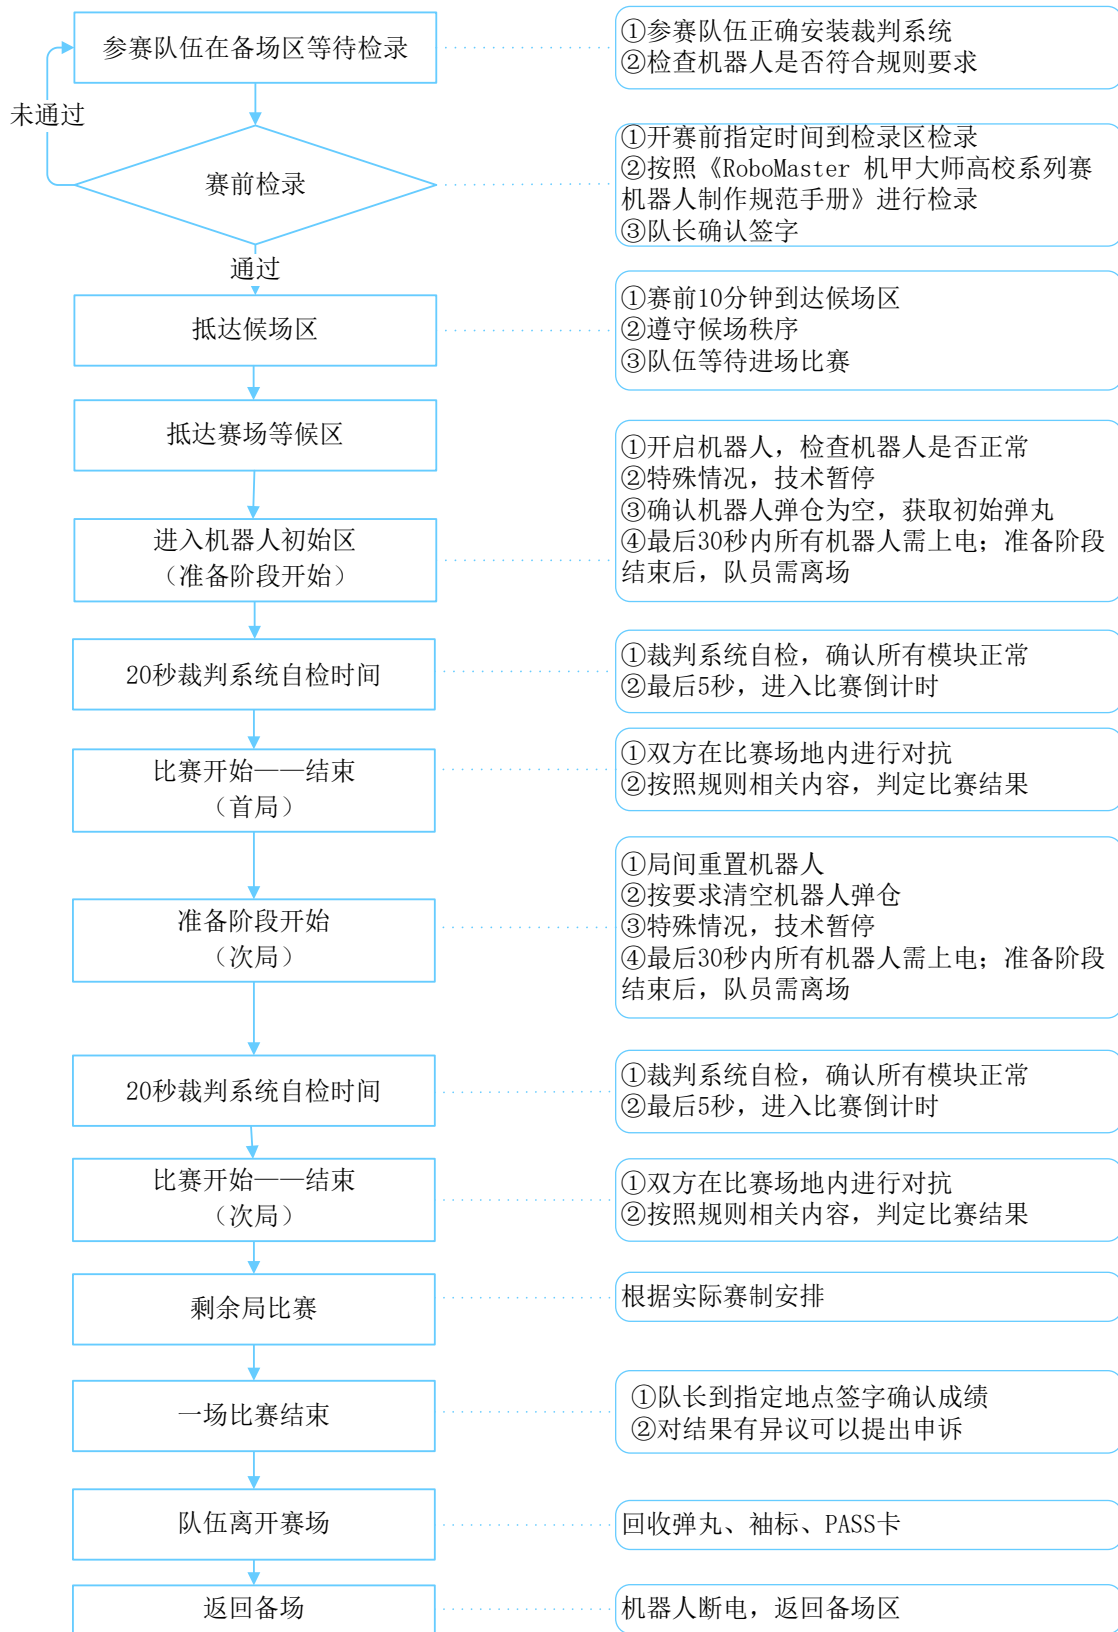 参赛队伍在备场区等待检录
①参赛队伍正确安装裁判系统
②检查机器人是否符合规则要求
未通过
赛前检录
①开赛前指定时间到检录区检录
②按照《RoboMaster 机甲大师高校系列赛
机器人制作规范手册》进行检录
③队长确认签字
通过
抵达候场区
①赛前10分钟到达候场区
②遵守候场秩序
③队伍等待进场比赛
抵达赛场等候区
进入机器人初始区
（准备阶段开始）
①开启机器人，检查机器人是否正常
②特殊情况，技术暂停
③确认机器人弹仓为空，获取初始弹丸
④最后30秒内所有机器人需上电；准备阶段
结束后，队员需离场
20秒裁判系统自检时间
①裁判系统自检，确认所有模块正常
②最后5秒，进入比赛倒计时
比赛开始——结束
（首局）
①双方在比赛场地内进行对抗
②按照规则相关内容，判定比赛结果
准备阶段开始
（次局）
①局间重置机器人
②按要求清空机器人弹仓
③特殊情况，技术暂停
④最后30秒内所有机器人需上电；准备阶段
结束后，队员需离场
20秒裁判系统自检时间
①裁判系统自检，确认所有模块正常
②最后5秒，进入比赛倒计时
比赛开始——结束
（次局）
①双方在比赛场地内进行对抗
②按照规则相关内容，判定比赛结果
剩余局比赛
根据实际赛制安排
一场比赛结束
①队长到指定地点签字确认成绩
②对结果有异议可以提出申诉
队伍离开赛场
回收弹丸、袖标、PASS卡
返回备场
机器人断电，返回备场区